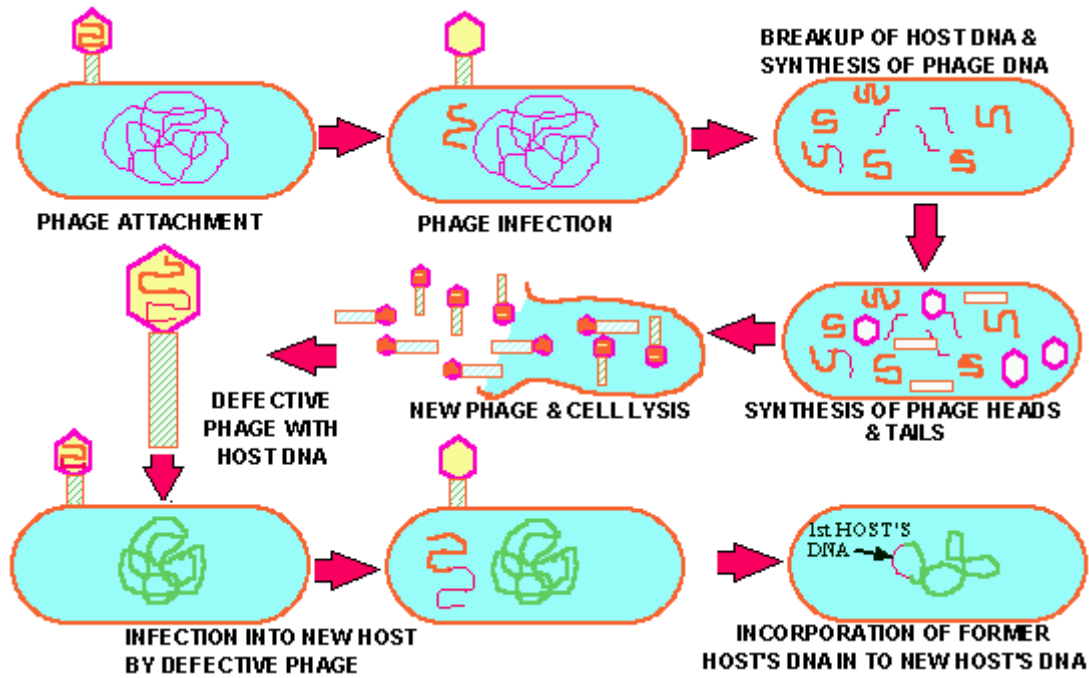 BREAKUP OF HOST DNA &
SYNTHESIS OF PHAGE DNA
PHAGE ATTACHMENT
PHAGE INFECTION
DEFECTIVE
PHAGE WITH
HOST DNA
NEW PHAGE & CELL LYSIS
SYNTHESIS OF PHAGE HEADS
& TAILS
1st HOST'S
DNA
INFECTION INTO NEW HOST
BY DEFECTIVE PHAGE
INCORPORATION OF FORMER
HOST'S DNA IN TO NEW HOST'S DNA